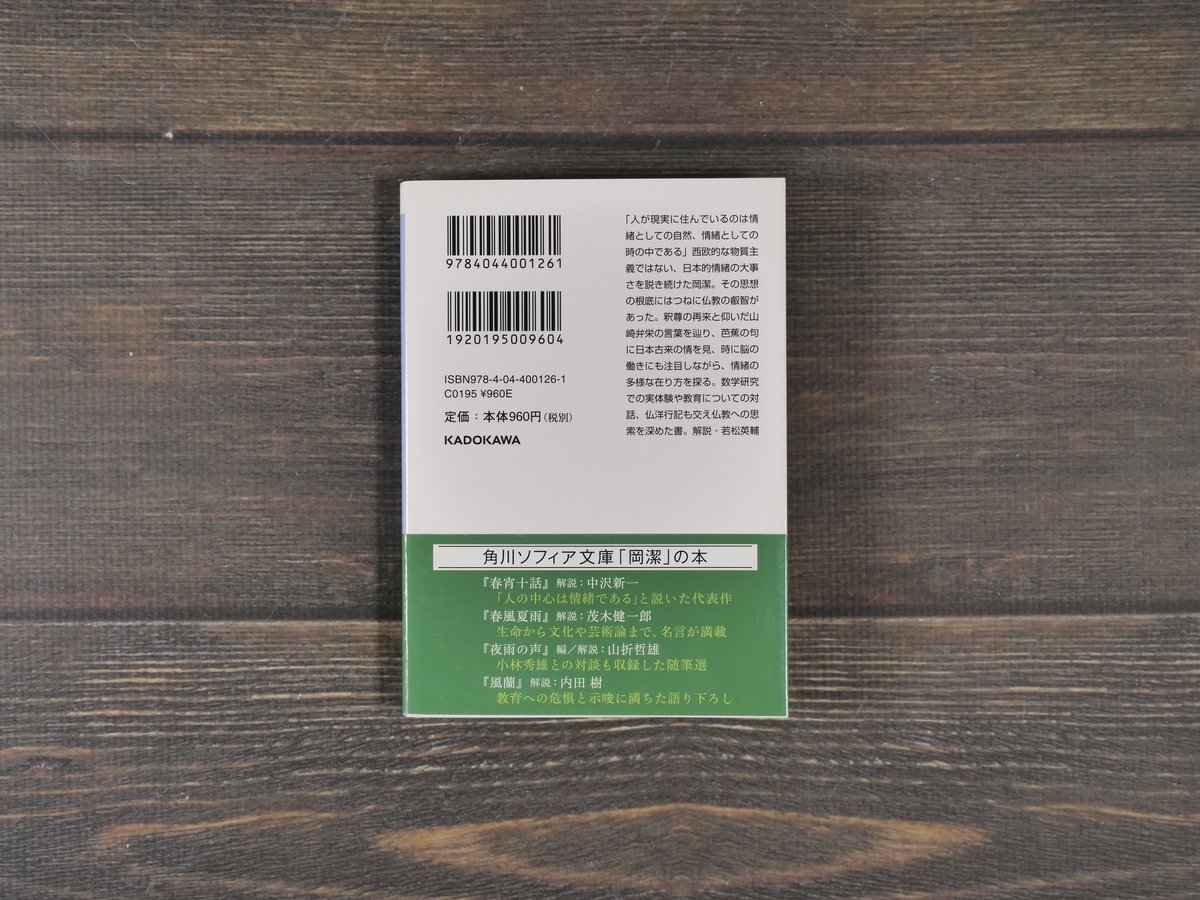 9784044001261
1920195009604
ISBN978-4-04-400126-1
C0195 ¥960E
定価:本体960円(税別)
KADOKAWA
「人が現実に住んでいるのは情
緒としての自然、情緒としての
時の中である」西欧的な物質主
義ではない、日本的情緒の大事
さを説き続けた岡潔。その思想
の根底にはつねに仏教の叡智が
あった。釈尊の再来と仰いだ山
崎弁栄の言葉を辿り、芭蕉の句
に日本古来の情を見、時に脳の
働きにも注目しながら、情緒の
多様な在り方を探る。数学研究
での実体験や教育についての対
話、仏洋行記も交え仏教への思
索を深めた書。解説・若松英輔
角川ソフィア文庫「岡潔」の本
『春宵十話』 解説:中沢新一
「人の中心は情緒である」と説いた代表作
『春風夏雨』 解説:茂木健一郎
生命から文化や芸術論まで、名言が満載
『夜雨の声』 編/解説:山折哲雄
小林秀雄との対談も収録した随筆選
『風蘭』 解説:内田 樹
教育への危惧と示唆に満ちた語り下ろし